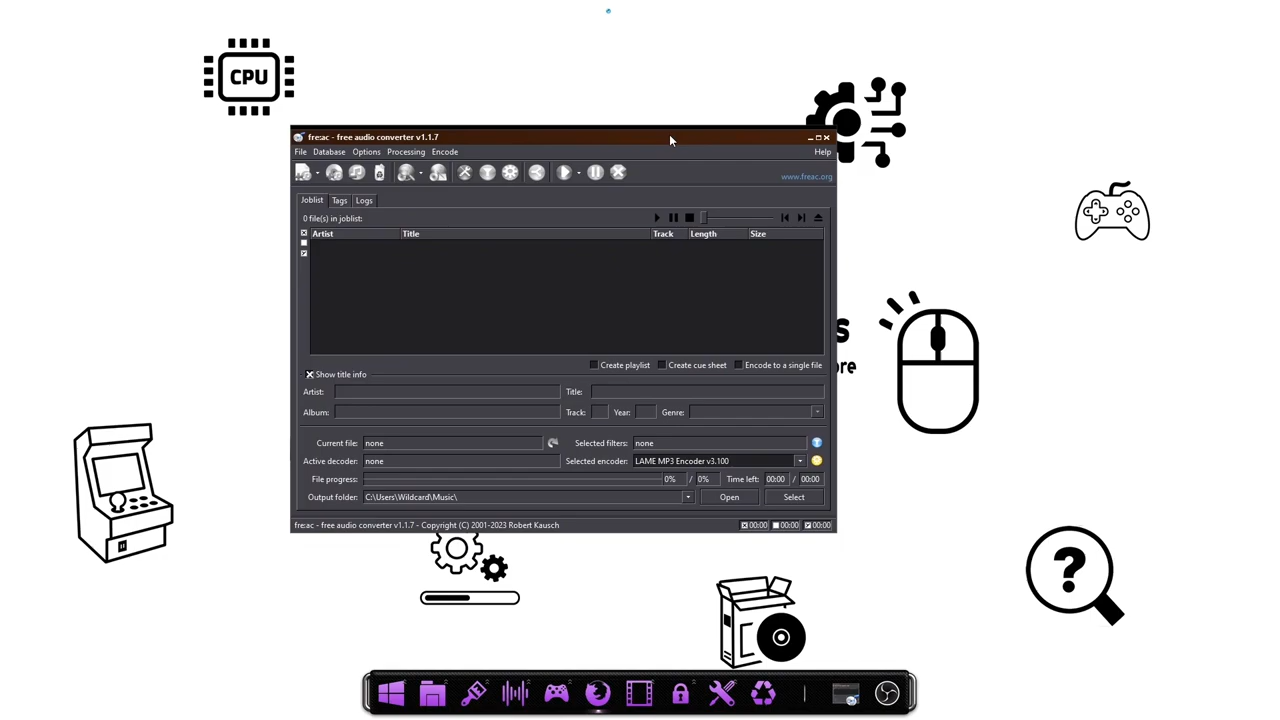 CPU
fre:ac - free audio converter v1.1.7
File Database Options Processing Encode Help
www.freac.org
Joblist Tags Logs
0 file(s) in joblist:
Artist Title Track Length Size
s
ore
Create playlist Create cue sheet Encode to a single file
Show title info
Artist: Title:
Album: Track: Year: Genre:
Current file: none Selected filters: none
Active decoder: none Selected encoder: LAME MP3 Encoder v3.100
File progress: 0% / 0% Time left: 00:00 / 00:00
Output folder: C:\Users\Wildcard\Music\ Open Select
fre:ac - free audio converter v1.1.7 - Copyright (C) 2001-2023 Robert Kausch 00:00 00:00 00:00
?